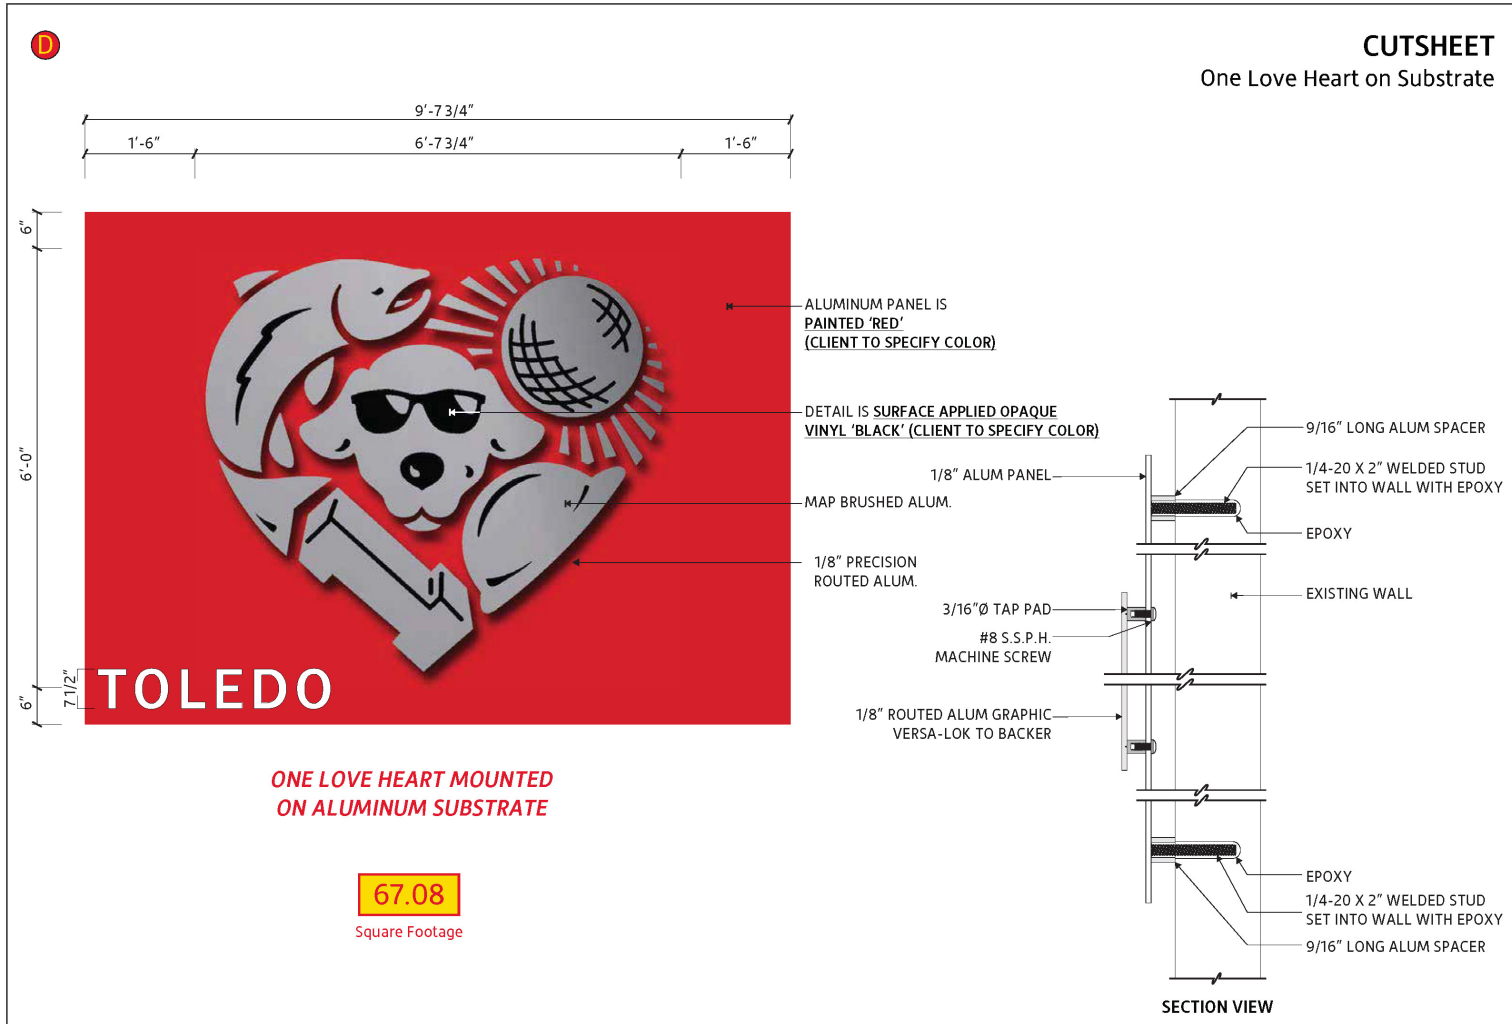 D
CUTSHEET
One Love Heart on Substrate
9'-7 3/4"
1'-6"
6'-7 3/4"
1'-6"
6"
6'-0"
6"
7 1/2"
TOLEDO
ALUMINUM PANEL IS
PAINTED 'RED'
(CLIENT TO SPECIFY COLOR)
DETAIL IS SURFACE APPLIED OPAQUE
VINYL 'BLACK' (CLIENT TO SPECIFY COLOR)
MAP BRUSHED ALUM.
1/8" PRECISION
ROUTED ALUM.
ONE LOVE HEART MOUNTED
ON ALUMINUM SUBSTRATE
67.08
Square Footage
1/8" ALUM PANEL
3/16"Ø TAP PAD
#8 S.S.P.H.
MACHINE SCREW
1/8" ROUTED ALUM GRAPHIC
VERSA-LOK TO BACKER
9/16" LONG ALUM SPACER
1/4-20 X 2" WELDED STUD
SET INTO WALL WITH EPOXY
EPOXY
EXISTING WALL
EPOXY
1/4-20 X 2" WELDED STUD
SET INTO WALL WITH EPOXY
9/16" LONG ALUM SPACER
SECTION VIEW